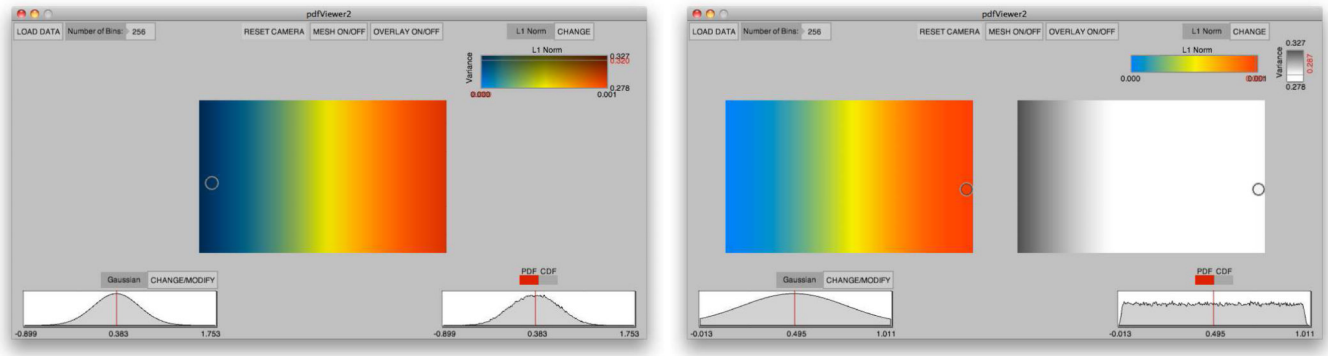 pdfViewer2
LOAD DATA Number of Bins: 256 RESET CAMERA MESH ON/OFF OVERLAY ON/OFF L1 Norm CHANGE
L1 Norm
Variance
0.327
0.320
0.278
0.000 0.001
Gaussian CHANGE/MODIFY
PDF CDF
-0.899 0.383 1.753
-0.899 0.383 1.753
pdfViewer2
LOAD DATA Number of Bins: 256 RESET CAMERA MESH ON/OFF OVERLAY ON/OFF L1 Norm CHANGE
L1 Norm
0.000 0.001
0.327
Variance
0.287
0.278
Gaussian CHANGE/MODIFY
PDF CDF
-0.013 0.495 1.011
-0.013 0.495 1.011